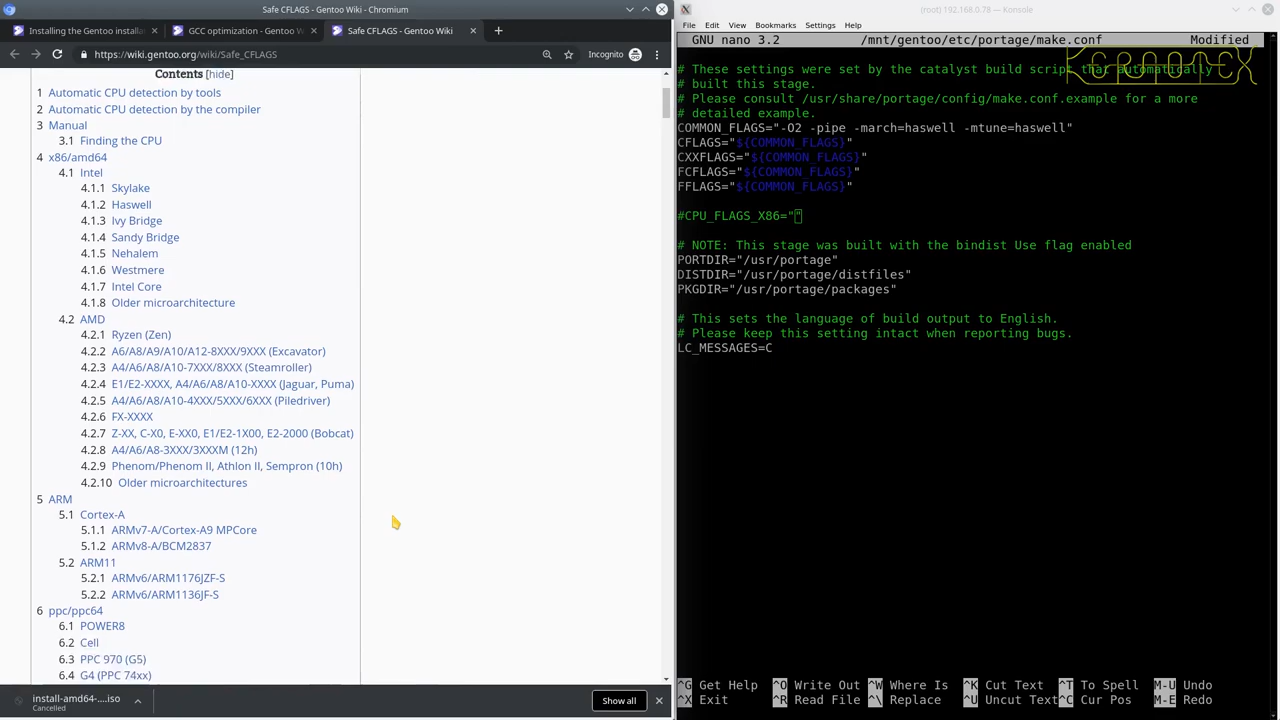 Safe CFLAGS - Gentoo Wiki - Chromium
Installing the Gentoo installa
GCC optimization - Gentoo W
Safe CFLAGS - Gentoo Wiki
https://wiki.gentoo.org/wiki/Safe_CFLAGS
Incognito
Contents [hide]
1 Automatic CPU detection by tools
2 Automatic CPU detection by the compiler
3 Manual
3.1 Finding the CPU
4 x86/amd64
4.1 Intel
4.1.1 Skylake
4.1.2 Haswell
4.1.3 Ivy Bridge
4.1.4 Sandy Bridge
4.1.5 Nehalem
4.1.6 Westmere
4.1.7 Intel Core
4.1.8 Older microarchitecture
4.2 AMD
4.2.1 Ryzen (Zen)
4.2.2 A6/A8/A9/A10/A12-8XXX/9XXX (Excavator)
4.2.3 A4/A6/A8/A10-7XXX/8XXX (Steamroller)
4.2.4 E1/E2-XXXX, A4/A6/A8/A10-XXXX (Jaguar, Puma)
4.2.5 A4/A6/A8/A10-4XXX/5XXX/6XXX (Piledriver)
4.2.6 FX-XXXX
4.2.7 Z-XX, C-X0, E-XX0, E1/E2-1X00, E2-2000 (Bobcat)
4.2.8 A4/A6/A8-3XXX/3XXXM (12h)
4.2.9 Phenom/Phenom II, Athlon II, Sempron (10h)
4.2.10 Older microarchitectures
5 ARM
5.1 Cortex-A
5.1.1 ARMv7-A/Cortex-A9 MPCore
5.1.2 ARMv8-A/BCM2837
5.2 ARM11
5.2.1 ARMv6/ARM1176JZF-S
5.2.2 ARMv6/ARM1136JF-S
6 ppc/ppc64
6.1 POWER8
6.2 Cell
6.3 PPC 970 (G5)
6.4 G4 (PPC 74xx)
install-amd64-....iso
Cancelled
Show all
(root) 192.168.0.78 — Konsole
File Edit View Bookmarks Settings Help
GNU nano 3.2 /mnt/gentoo/etc/portage/make.conf Modified
# These settings were set by the catalyst build script that automatically
# built this stage.
# Please consult /usr/share/portage/config/make.conf.example for a more
# detailed example.
COMMON_FLAGS="-O2 -pipe -march=haswell -mtune=haswell"
CFLAGS="${COMMON_FLAGS}"
CXXFLAGS="${COMMON_FLAGS}"
FCFLAGS="${COMMON_FLAGS}"
FFLAGS="${COMMON_FLAGS}"
#CPU_FLAGS_X86=""
# NOTE: This stage was built with the bindist Use flag enabled
PORTDIR="/usr/portage"
DISTDIR="/usr/portage/distfiles"
PKGDIR="/usr/portage/packages"
# This sets the language of build output to English.
# Please keep this setting intact when reporting bugs.
LC_MESSAGES=C
^G Get Help ^O Write Out ^W Where Is ^K Cut Text ^T To Spell M-U Undo
^X Exit ^R Read File ^\ Replace ^U Uncut Text ^C Cur Pos M-E Redo